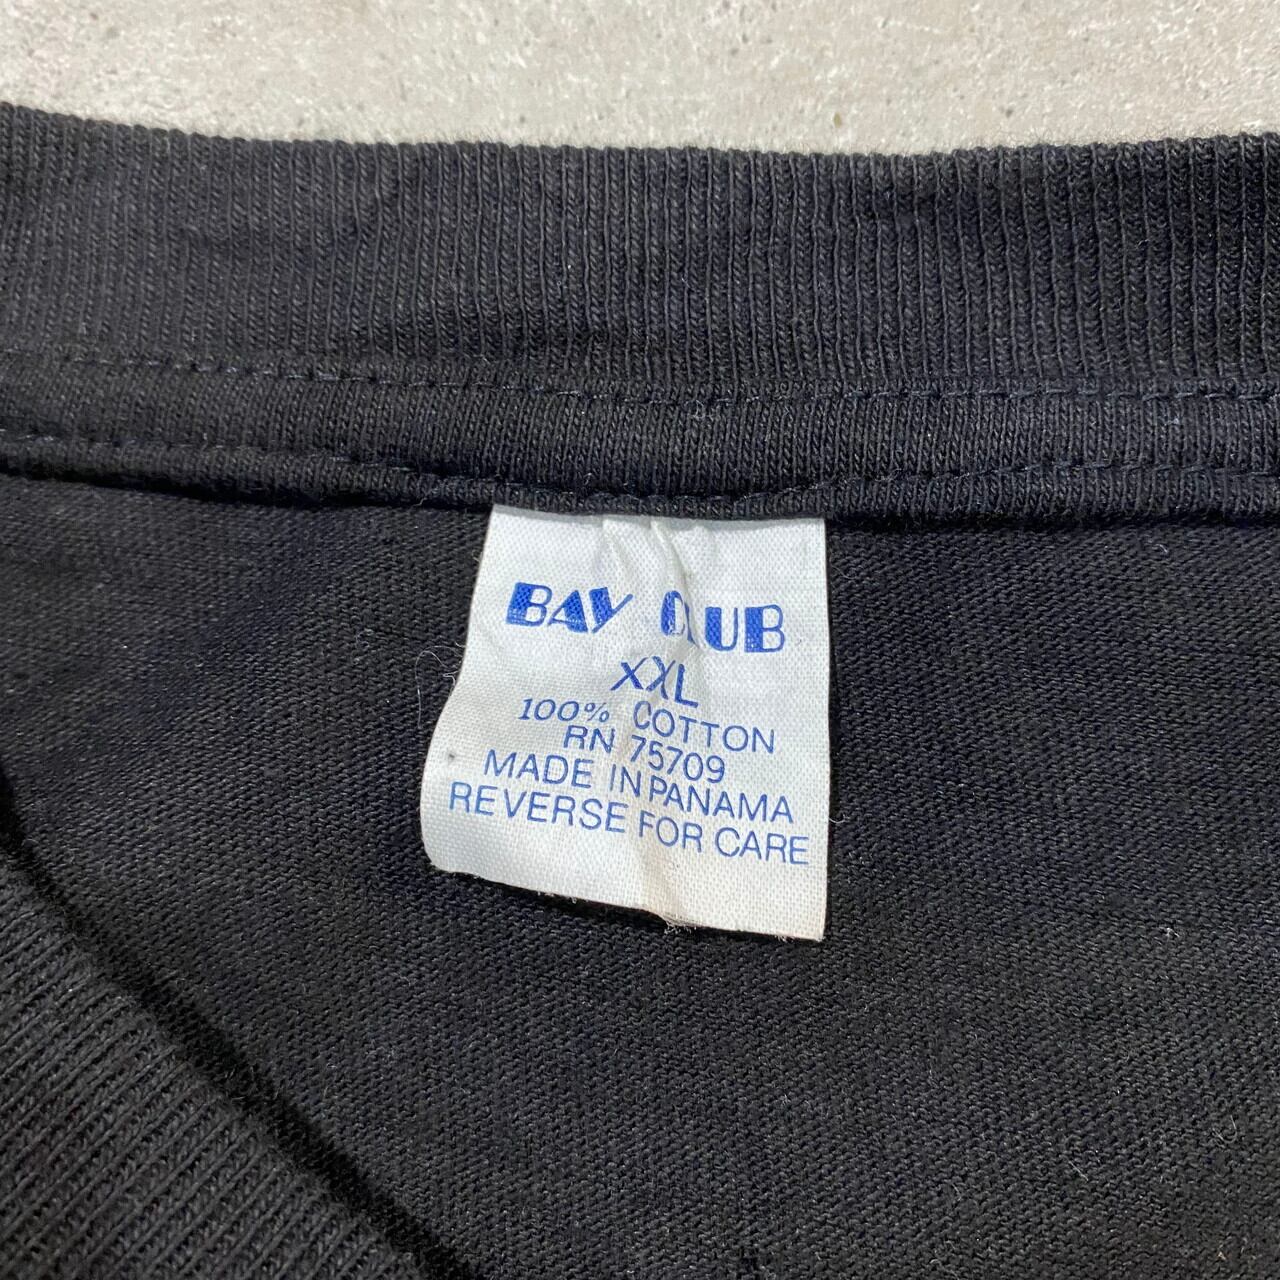 BAY CLUB
XXL
100% COTTON
RN 75709
MADE IN PANAMA
REVERSE FOR CARE